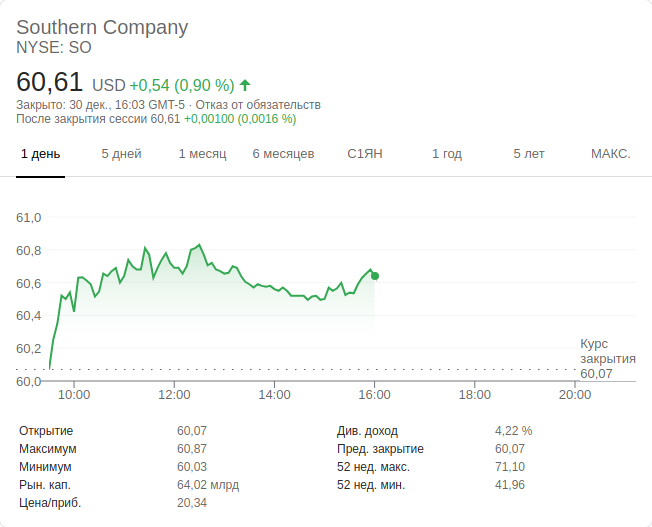 Southern Company
NYSE: SO
60,61 USD +0,54 (0,90 %)
Закрыто: 30 дек., 16:03 GMT-5 · Отказ от обязательств
После закрытия сессии 60,61 +0,00100 (0,0016 %)
1 день 5 дней 1 месяц 6 месяцев С1ЯН 1 год 5 лет МАКС.
61,0
60,8
60,6
60,4
60,2
Курс
закрытия
60,07
60,0
10:00 12:00 14:00 16:00 18:00 20:00
Открытие 60,07 Див. доход 4,22 %
Максимум 60,87 Пред. закрытие 60,07
Минимум 60,03 52 нед. макс. 71,10
Рын. кап. 64,02 млрд 52 нед. мин. 41,96
Цена/приб. 20,34